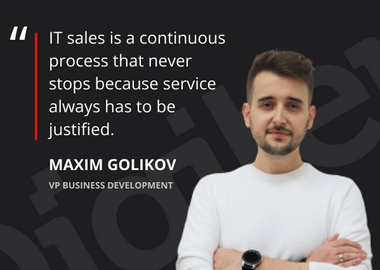 “
IT sales is a continuous
process that never
stops because service
always has to be
justified.
MAXIM GOLIKOV
VP BUSINESS DEVELOPMENT